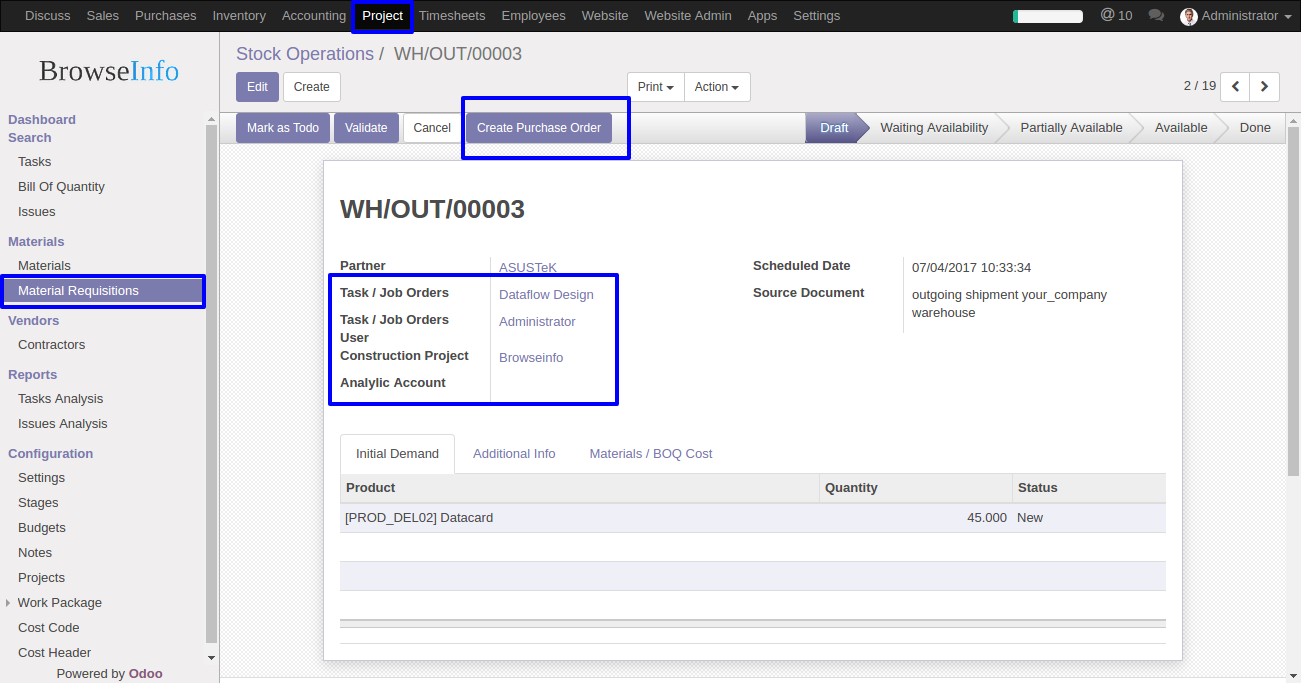 Discuss Sales Purchases Inventory Accounting Project Timesheets Employees Website Website Admin Apps Settings @ 10 Administrator
BrowseInfo
Dashboard
Search
Tasks
Bill Of Quantity
Issues
Materials
Materials
Material Requisitions
Vendors
Contractors
Reports
Tasks Analysis
Issues Analysis
Configuration
Settings
Stages
Budgets
Notes
Projects
Work Package
Cost Code
Cost Header
Powered by Odoo
Stock Operations / WH/OUT/00003
Edit Create Print Action 2 / 19
Mark as Todo Validate Cancel Create Purchase Order Draft Waiting Availability Partially Available Available Done
WH/OUT/00003
Partner ASUSTeK
Task / Job Orders Dataflow Design
Task / Job Orders Administrator
User
Construction Project Browseinfo
Analylic Account
Scheduled Date 07/04/2017 10:33:34
Source Document outgoing shipment your_company
warehouse
Initial Demand Additional Info Materials / BOQ Cost
Product Quantity Status
[PROD_DEL02] Datacard 45.000 New